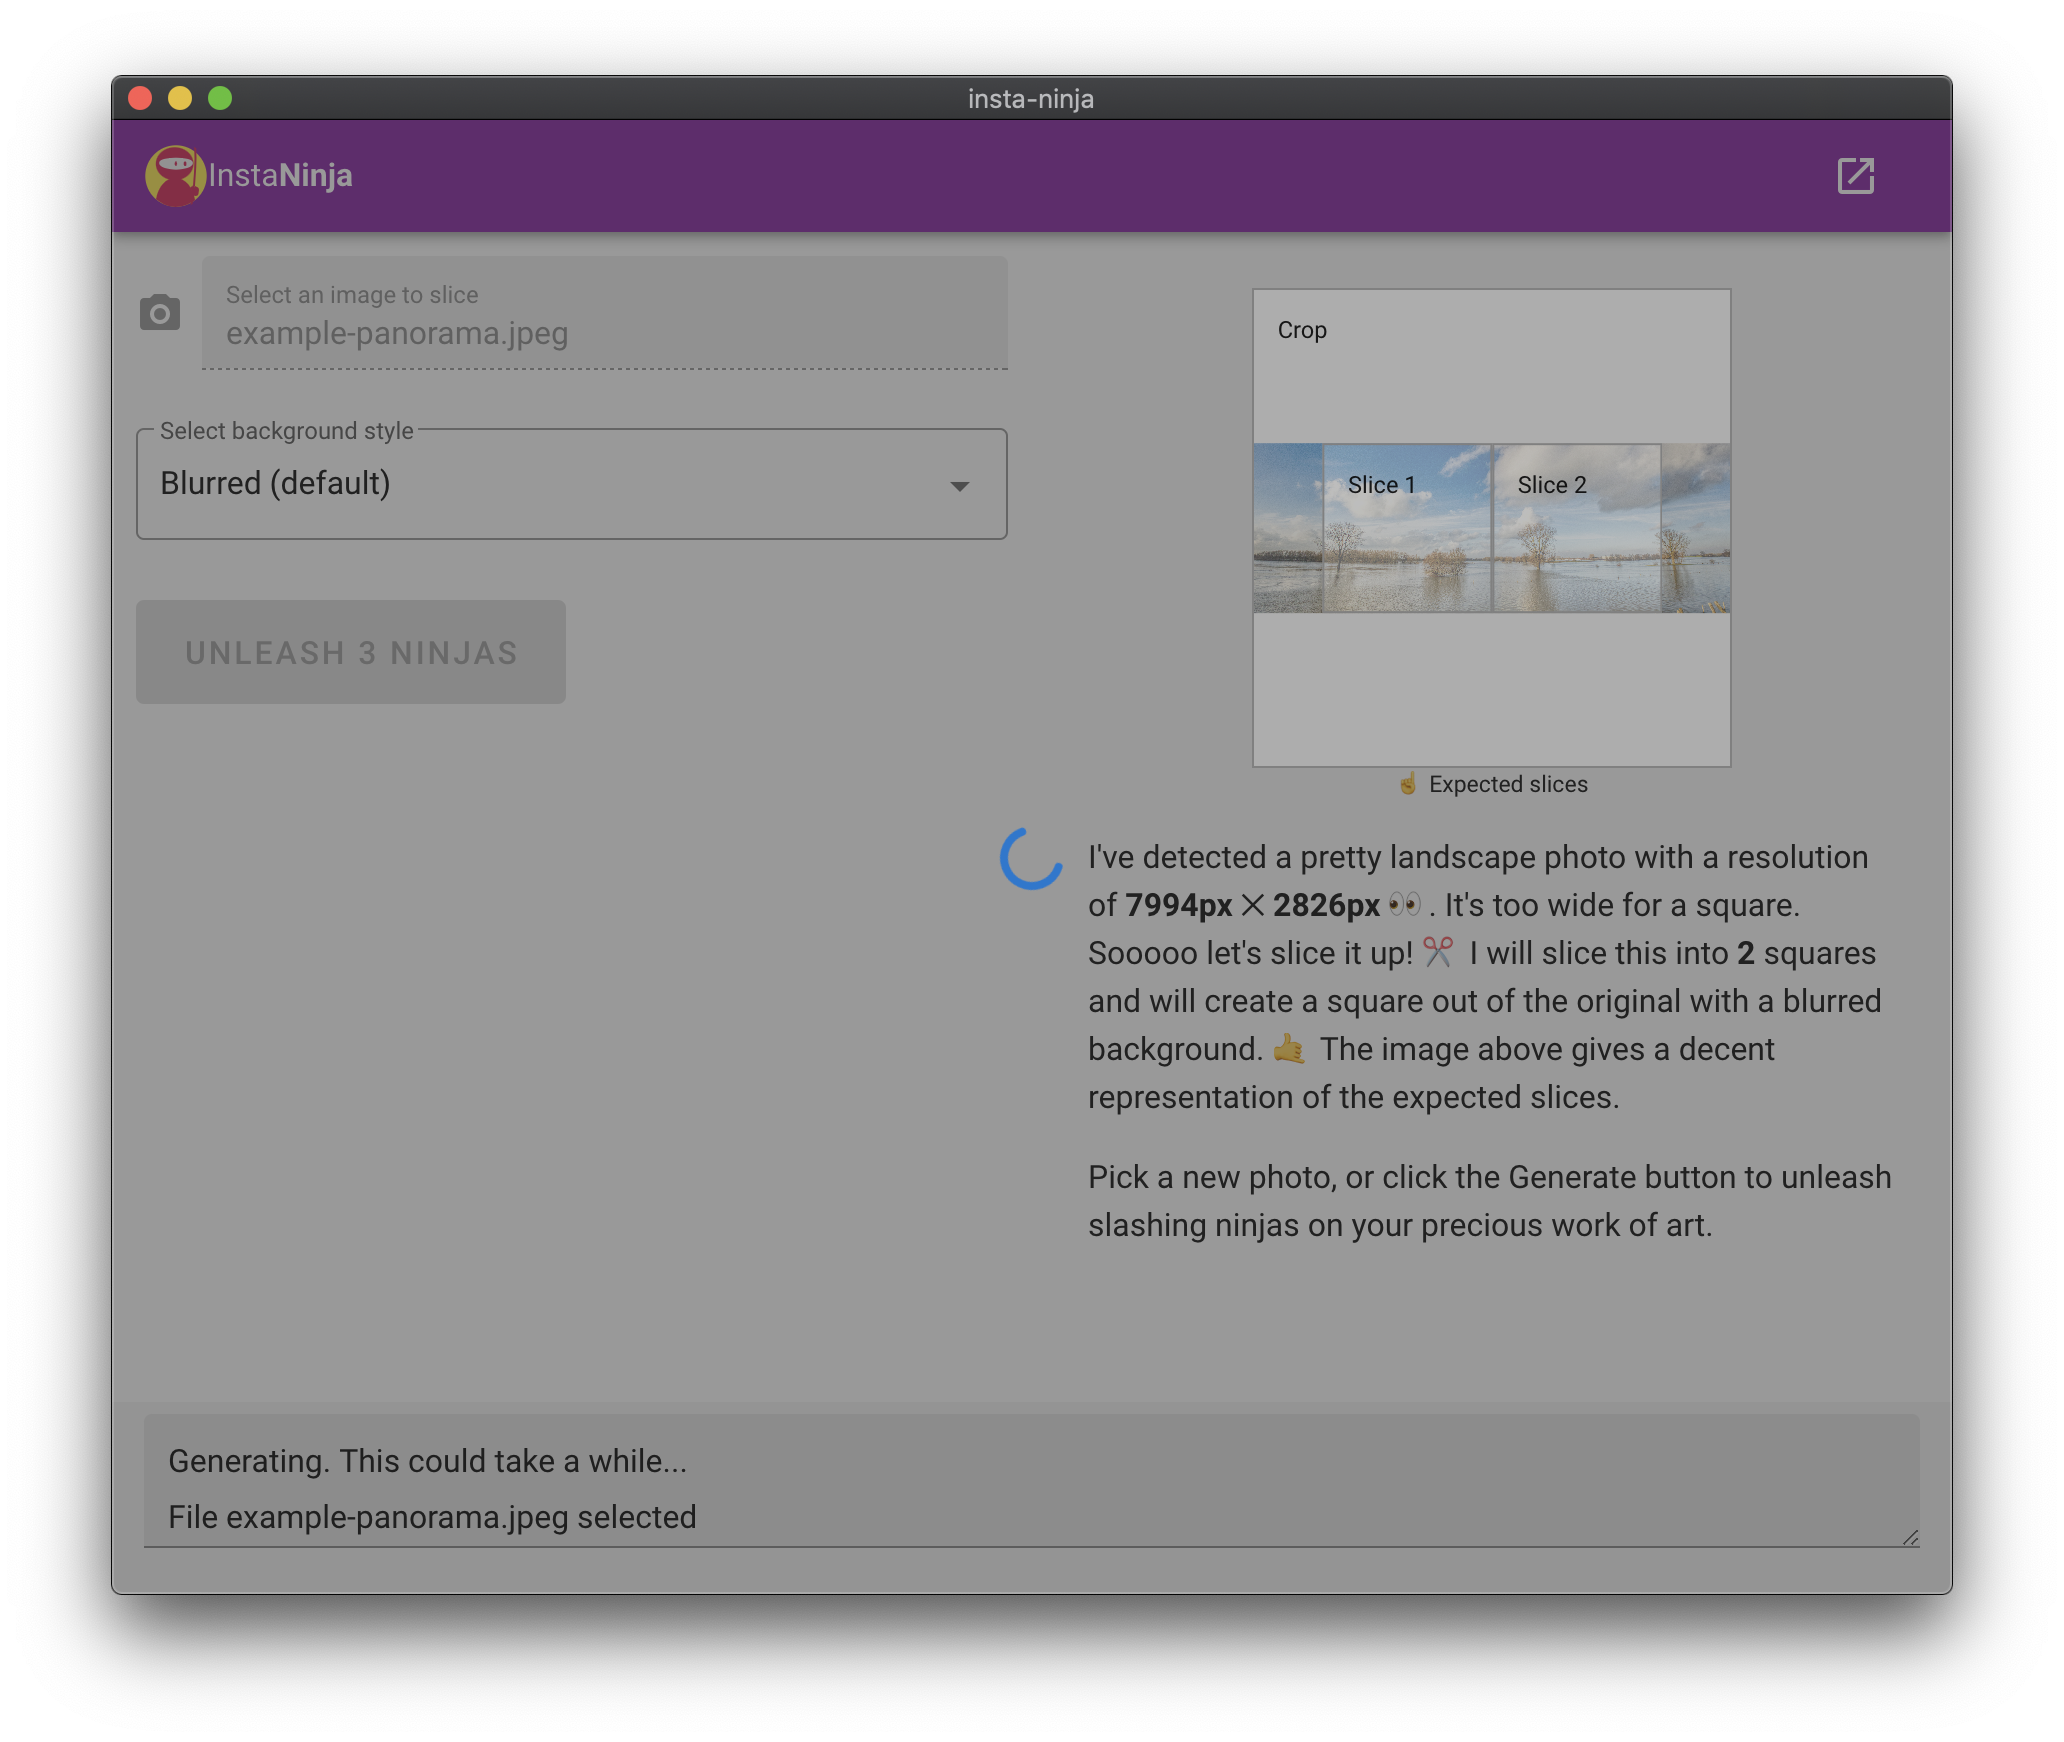 insta-ninja
InstaNinja
Select an image to slice
example-panorama.jpeg
Select background style
Blurred (default)
UNLEASH 3 NINJAS
Crop
Slice 1
Slice 2
☝️ Expected slices
I've detected a pretty landscape photo with a resolution
of 7994px ✕ 2826px 👀 . It's too wide for a square.
Sooooo let's slice it up! ✂️ I will slice this into 2 squares
and will create a square out of the original with a blurred
background. 🤙 The image above gives a decent
representation of the expected slices.
Pick a new photo, or click the Generate button to unleash
slashing ninjas on your precious work of art.
Generating. This could take a while...
File example-panorama.jpeg selected